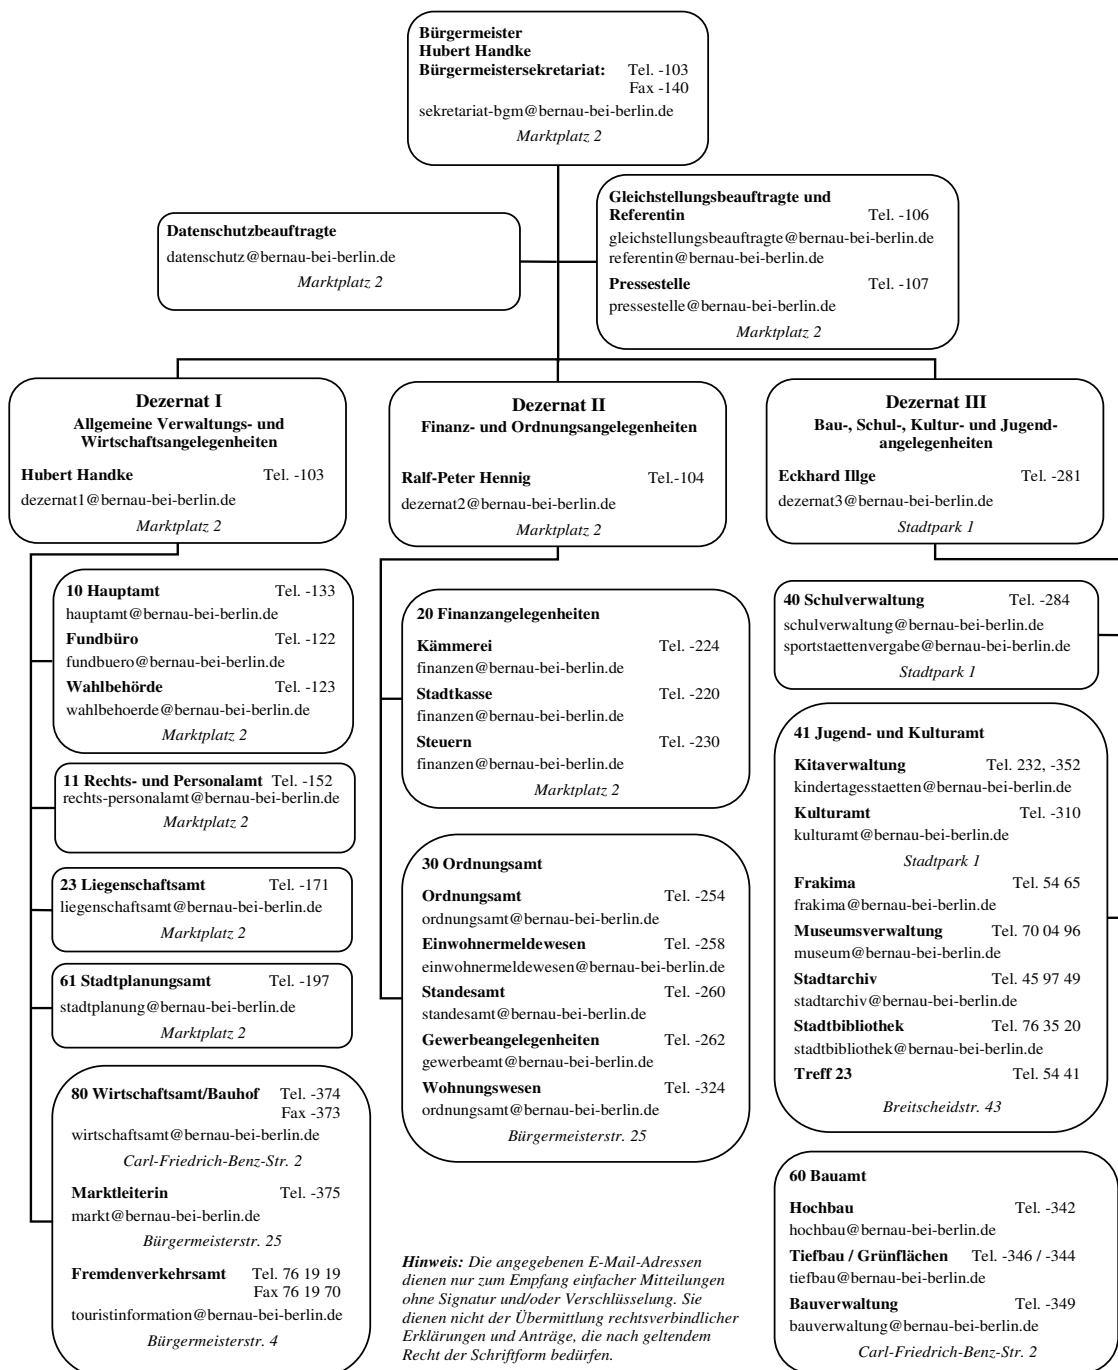 Bürgermeister
Hubert Handke
Bürgermeistersekretariat: Tel. -103
Fax -140
sekretariat-bgm@bernau-bei-berlin.de
Marktplatz 2
Datenschutzbeauftragte
datenschutz@bernau-bei-berlin.de
Marktplatz 2
Gleichstellungsbeauftragte und
Referentin Tel. -106
gleichstellungsbeauftragte@bernau-bei-berlin.de
referentin@bernau-bei-berlin.de
Pressestelle Tel. -107
pressestelle@bernau-bei-berlin.de
Marktplatz 2
Dezernat I
Allgemeine Verwaltungs- und
Wirtschaftsangelegenheiten
Hubert Handke Tel. -103
dezernat1@bernau-bei-berlin.de
Marktplatz 2
10 Hauptamt Tel. -133
hauptamt@bernau-bei-berlin.de
Fundbüro Tel. -122
fundbuero@bernau-bei-berlin.de
Wahlbehörde Tel. -123
wahlbehoerde@bernau-bei-berlin.de
Marktplatz 2
11 Rechts- und Personalamt Tel. -152
rechts-personalamt@bernau-bei-berlin.de
Marktplatz 2
23 Liegenschaftsamt Tel. -171
liegenschaftsamt@bernau-bei-berlin.de
Marktplatz 2
61 Stadtplanungsamt Tel. -197
stadtplanung@bernau-bei-berlin.de
Marktplatz 2
80 Wirtschaftsamt/Bauhof Tel. -374
Fax -373
wirtschaftsamt@bernau-bei-berlin.de
Carl-Friedrich-Benz-Str. 2
Marktleiterin Tel. -375
markt@bernau-bei-berlin.de
Bürgermeisterstr. 25
Fremdenverkehrsamt Tel. 76 19 19
Fax 76 19 70
touristinformation@bernau-bei-berlin.de
Bürgermeisterstr. 4
Dezernat II
Finanz- und Ordnungsangelegenheiten
Ralf-Peter Hennig Tel.-104
dezernat2@bernau-bei-berlin.de
Marktplatz 2
20 Finanzangelegenheiten
Kämmerei Tel. -224
finanzen@bernau-bei-berlin.de
Stadtkasse Tel. -220
finanzen@bernau-bei-berlin.de
Steuern Tel. -230
finanzen@bernau-bei-berlin.de
Marktplatz 2
30 Ordnungsamt
Ordnungsamt Tel. -254
ordnungsamt@bernau-bei-berlin.de
Einwohnermeldewesen Tel. -258
einwohnermeldewesen@bernau-bei-berlin.de
Standesamt Tel. -260
standesamt@bernau-bei-berlin.de
Gewerbeangelegenheiten Tel. -262
gewerbeamt@bernau-bei-berlin.de
Wohnungswesen Tel. -324
ordnungsamt@bernau-bei-berlin.de
Bürgermeisterstr. 25
Hinweis: Die angegebenen E-Mail-Adressen
dienen nur zum Empfang einfacher Mitteilungen
ohne Signatur und/oder Verschlüsselung. Sie
dienen nicht der Übermittlung rechtsverbindlicher
Erklärungen und Anträge, die nach geltendem
Recht der Schriftform bedürfen.
Dezernat III
Bau-, Schul-, Kultur- und Jugend-
angelegenheiten
Eckhard Illge Tel. -281
dezernat3@bernau-bei-berlin.de
Stadtpark 1
40 Schulverwaltung Tel. -284
schulverwaltung@bernau-bei-berlin.de
sportstaettenvergabe@bernau-bei-berlin.de
Stadtpark 1
41 Jugend- und Kulturamt
Kitaverwaltung Tel. 232, -352
kindertagesstaetten@bernau-bei-berlin.de
Kulturamt Tel. -310
kulturamt@bernau-bei-berlin.de
Stadtpark 1
Frakima Tel. 54 65
frakima@bernau-bei-berlin.de
Museumsverwaltung Tel. 70 04 96
museum@bernau-bei-berlin.de
Stadtarchiv Tel. 45 97 49
stadtarchiv@bernau-bei-berlin.de
Stadtbibliothek Tel. 76 35 20
stadtbibliothek@bernau-bei-berlin.de
Treff 23 Tel. 54 41
Breitscheidstr. 43
60 Bauamt
Hochbau Tel. -342
hochbau@bernau-bei-berlin.de
Tiefbau / Grünflächen Tel. -346 / -344
tiefbau@bernau-bei-berlin.de
Bauverwaltung Tel. -349
bauverwaltung@bernau-bei-berlin.de
Carl-Friedrich-Benz-Str. 2